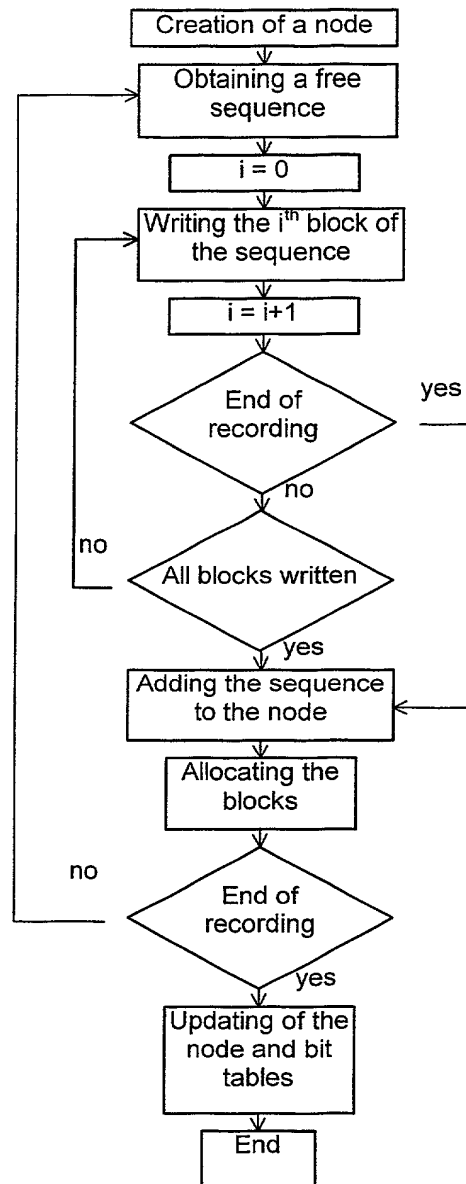 Creation of a node
Obtaining a free
sequence
i = 0
Writing the ith block of
the sequence
i = i+1
End of
recording
yes
no
no
All blocks written
yes
Adding the sequence
to the node
Allocating the
blocks
no
End of
recording
yes
Updating of the
node and bit
tables
End